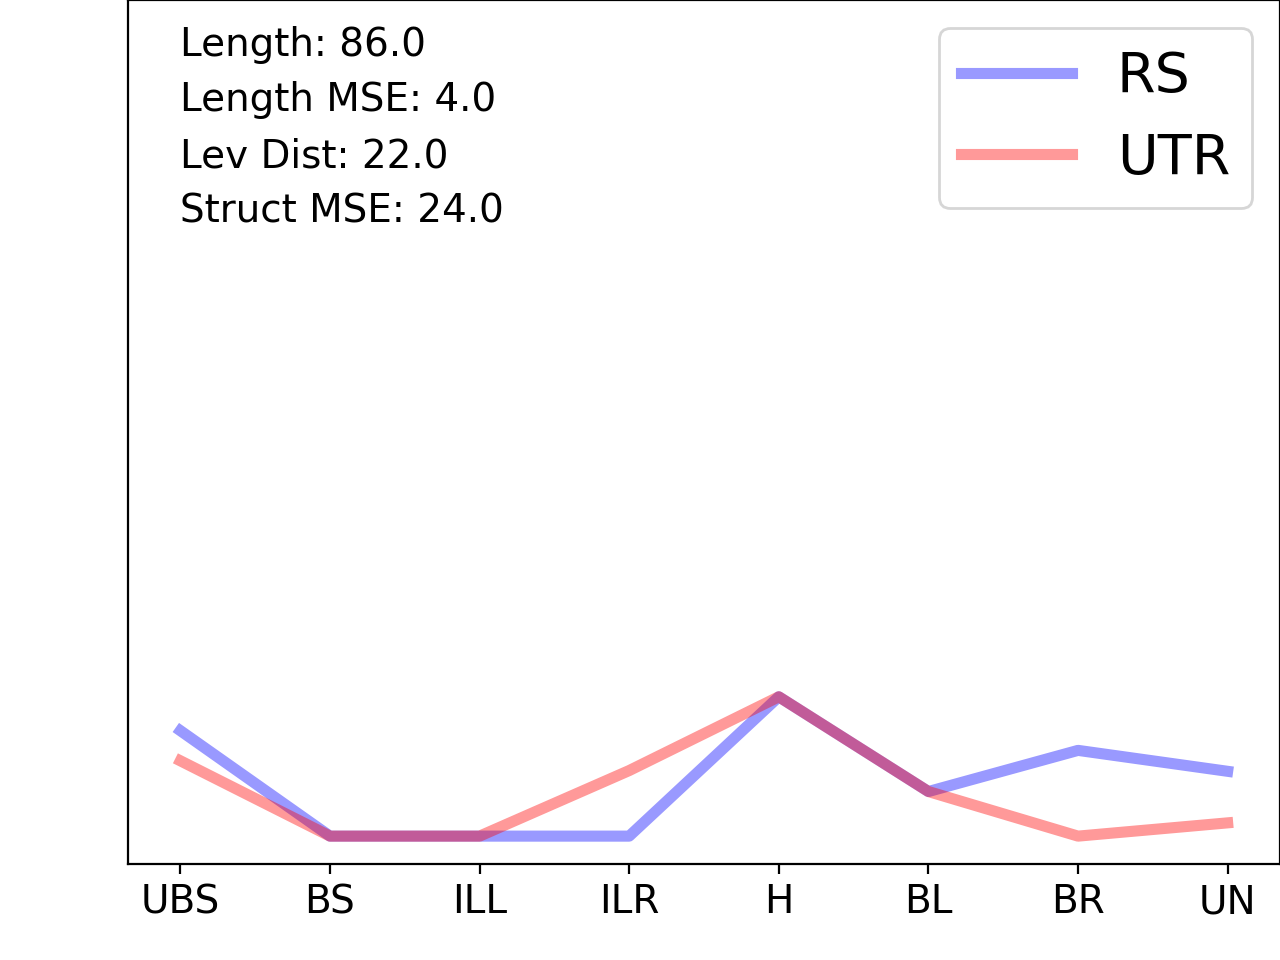 Length: 86.0
Length MSE: 4.0
Lev Dist: 22.0
Struct MSE: 24.0
RS
UTR
UBS BS ILL ILR H BL BR UN